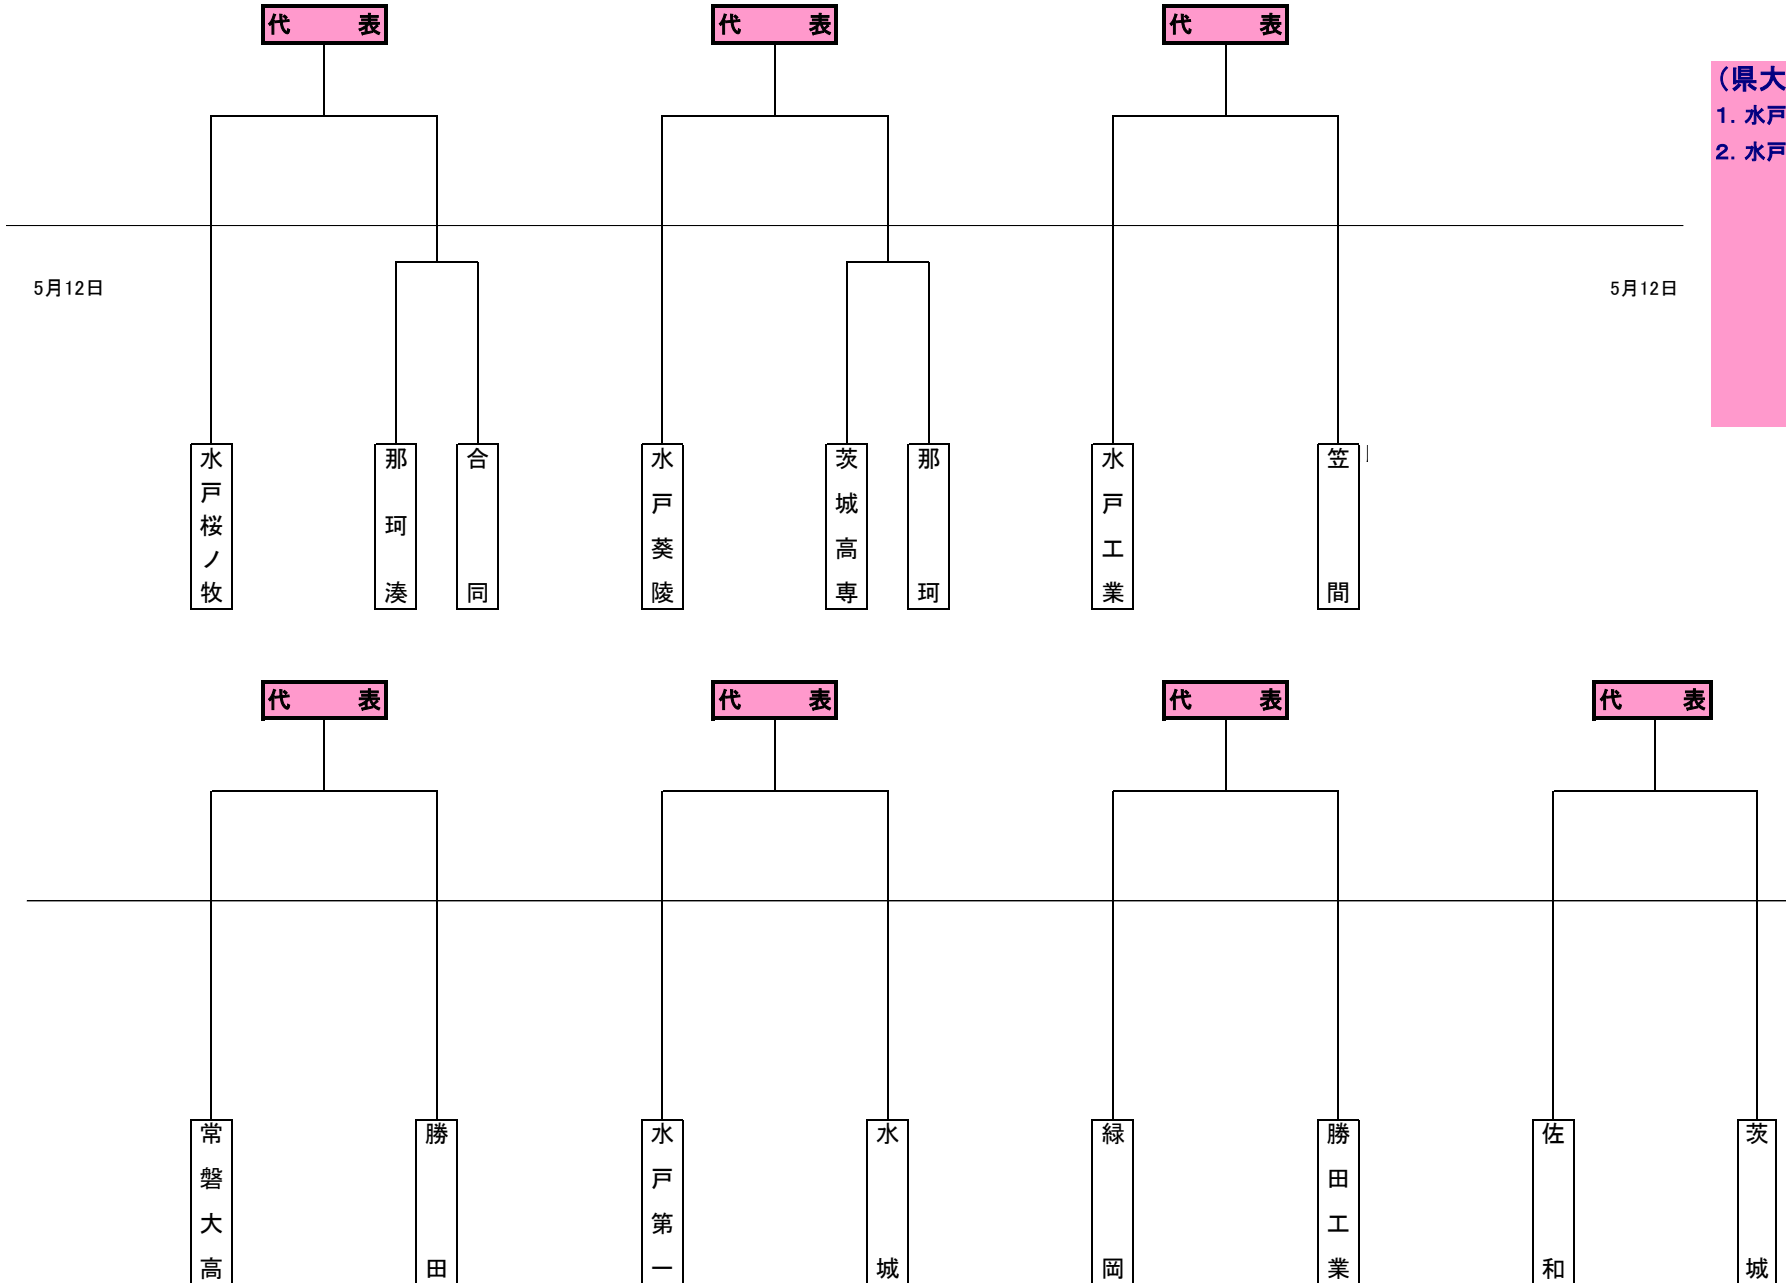 代 表
代 表
代 表
(県大
1. 水戸
2. 水戸
5月12日
5月12日
水戸桜ノ牧
那珂湊
合同
水戸葵陵
茨城高専
那珂
水戸工業
笠間
代 表
代 表
代 表
代 表
常磐大高
勝田
水戸第一
水城
緑岡
勝田工業
佐和
茨城